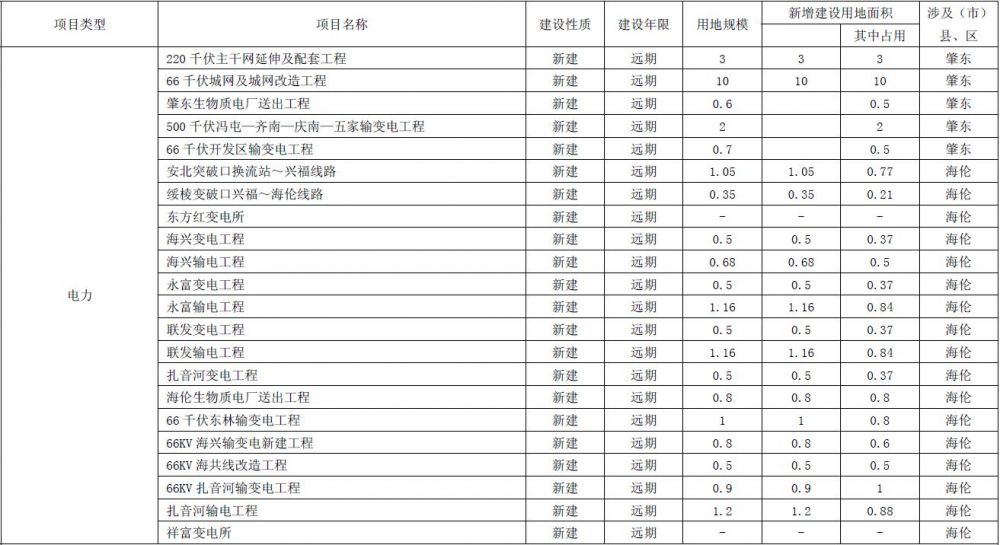 项目类型 项目名称 建设性质 建设年限 用地规模 新增建设用地面积 涉及（市）县、区
其中占用
电力
220 千伏主干网延伸及配套工程 新建 远期 3 3 3 肇东
66 千伏城网及城网改造工程 新建 远期 10 10 10 肇东
肇东生物质电厂送出工程 新建 远期 0.6 0.5 肇东
500 千伏冯屯—齐南—庆南—五家输变电工程 新建 远期 2 2 肇东
66 千伏开发区输变电工程 新建 远期 0.7 0.5 肇东
安北突破口换流站～兴福线路 新建 远期 1.05 1.05 0.77 海伦
绥棱变破口兴福～海伦线路 新建 远期 0.35 0.35 0.21 海伦
东方红变电所 新建 远期 - - - 海伦
海兴变电工程 新建 远期 0.5 0.5 0.37 海伦
海兴输电工程 新建 远期 0.68 0.68 0.5 海伦
永富变电工程 新建 远期 0.5 0.5 0.37 海伦
永富输电工程 新建 远期 1.16 1.16 0.84 海伦
联发变电工程 新建 远期 0.5 0.5 0.37 海伦
联发输电工程 新建 远期 1.16 1.16 0.84 海伦
扎音河变电工程 新建 远期 0.5 0.5 0.37 海伦
海伦生物质电厂送出工程 新建 远期 0.8 0.8 0.8 海伦
66 千伏东林输变电工程 新建 远期 1 1 0.8 海伦
66KV 海兴输变电新建工程 新建 远期 0.8 0.8 0.6 海伦
66KV 海共线改造工程 新建 远期 0.5 0.5 0.5 海伦
66KV 扎音河输变电工程 新建 远期 0.9 0.9 1 海伦
扎音河输电工程 新建 远期 1.2 1.2 0.88 海伦
祥富变电所 新建 远期 - - - 海伦